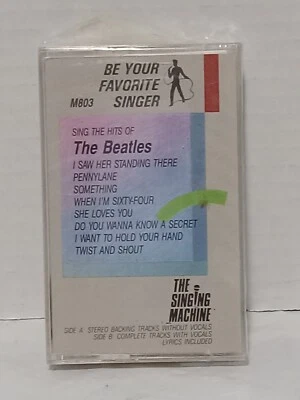 BE YOUR
FAVORITE
M603 SINGER
SING THE HITS OF
The Beatles
I SAW HER STANDING THERE
PENNYLANE
SOMETHING
WHEN I'M SIXTY-FOUR
SHE LOVES YOU
DO YOU WANNA KNOW A SECRET
I WANT TO HOLD YOUR HAND
TWIST AND SHOUT
THE
SINGING
MACHINE
SIDE A: STEREO BACKING TRACKS WITHOUT VOCALS
SIDE B: COMPLETE TRACKS WITH VOCALS
LYRICS INCLUDED